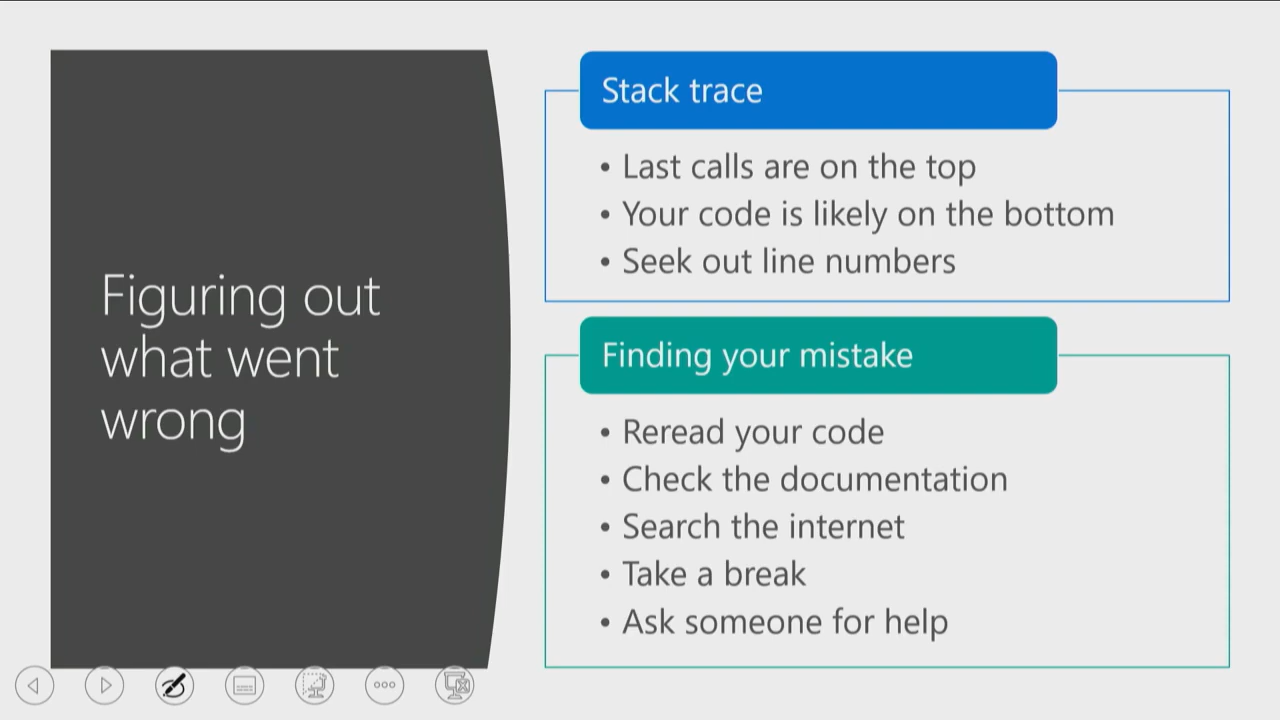 Figuring out
what went
wrong
Stack trace
• Last calls are on the top
• Your code is likely on the bottom
• Seek out line numbers
Finding your mistake
• Reread your code
• Check the documentation
• Search the internet
• Take a break
• Ask someone for help